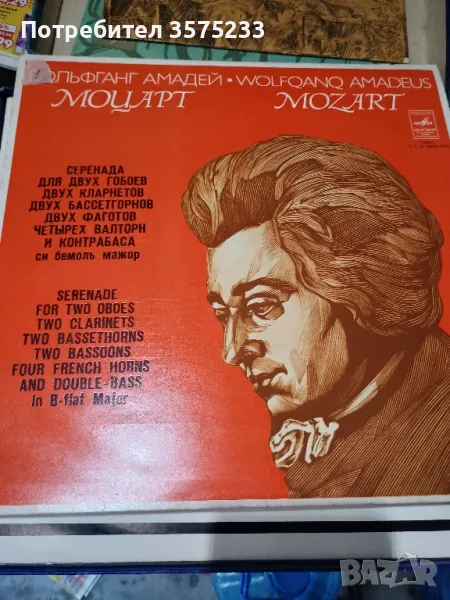 Потребител 3575233
ОЛЬФГАНГ АМАДЕЙ • WOLFQANQ AMADEUS
МОЦАРТ MOZART
СЕРЕНАДА
ДЛЯ ДВУХ ГОБОЕВ
ДВУХ КЛАРНЕТОВ
ДВУХ БАССЕТГОРНОВ
ДВУХ ФАГОТОВ
ЧЕТЫРЕХ ВАЛТОРН
И КОНТРАБАСА
си бемоль мажор
SERENADE
FOR TWO OBOES
TWO CLARINETS
TWO BASSETHORNS
TWO BASSOONS
FOUR FRENCH HORNS
AND DOUBLE-BASS
in B-flat Major
BAZAR